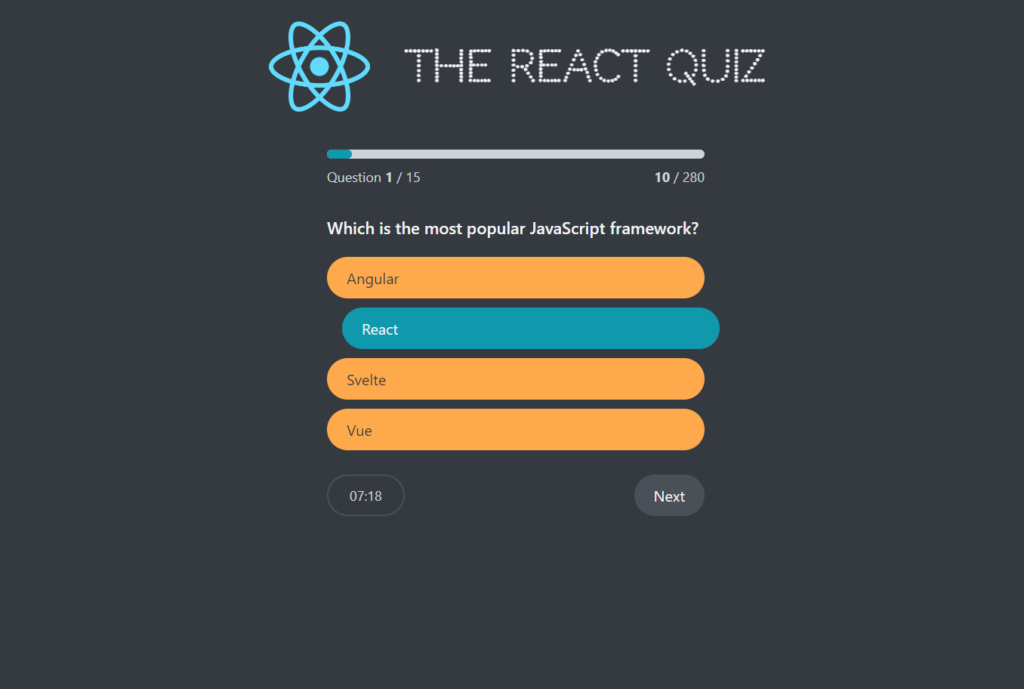 THE REACT QUIZ
Question 1 / 15
10 / 280
Which is the most popular JavaScript framework?
Angular
React
Svelte
Vue
07:18
Next